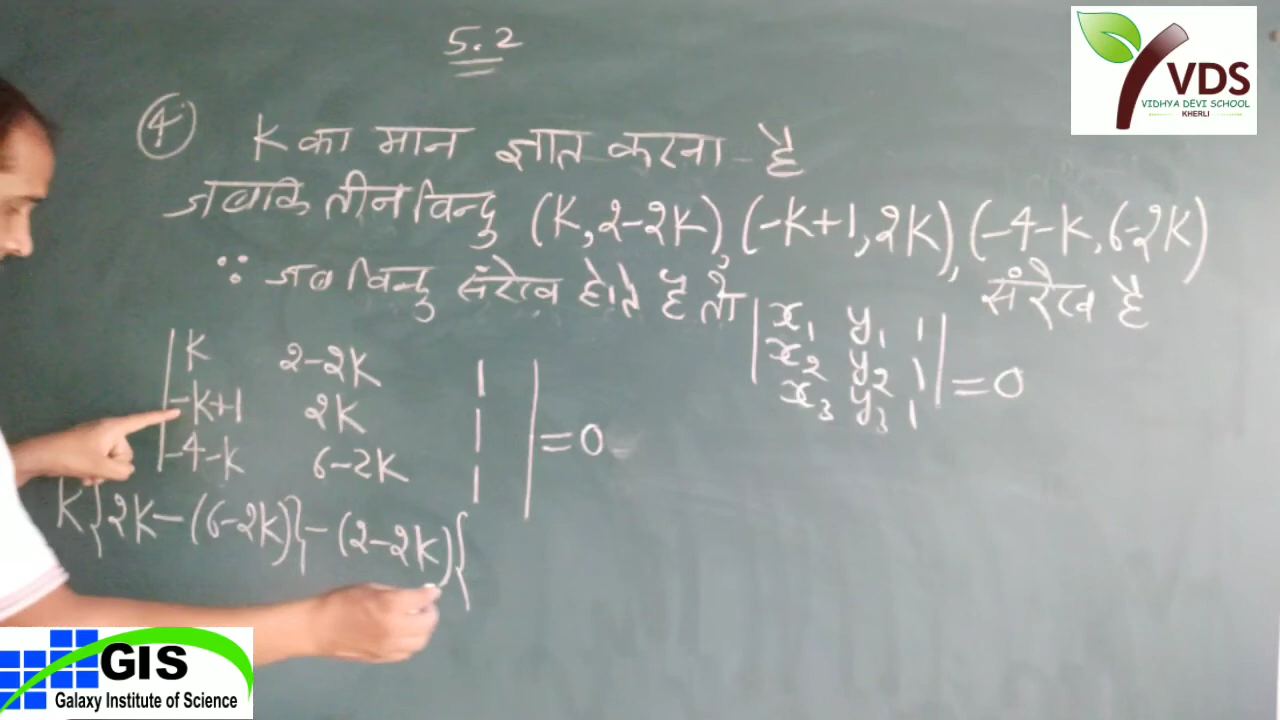 5.2
④ K का मान ज्ञात करना है
जबकि तीन विन्दु (K, 2-2K), (-K+1, 2K), (-4-K, 6-2K)
∵ जब विन्दु संरेख होते है तो संरेख है
| x₁ y₁ 1 |
| x₂ y₂ 1 | = 0
| x₃ y₃ 1 |
| K 2-2K 1 |
| -K+1 2K 1 | = 0
| -4-K 6-2K 1 |
K{2K-(6-2K)}-(2-2K){
VDS
VIDHYA DEVI SCHOOL
KHERLI
GIS
Galaxy Institute of Science